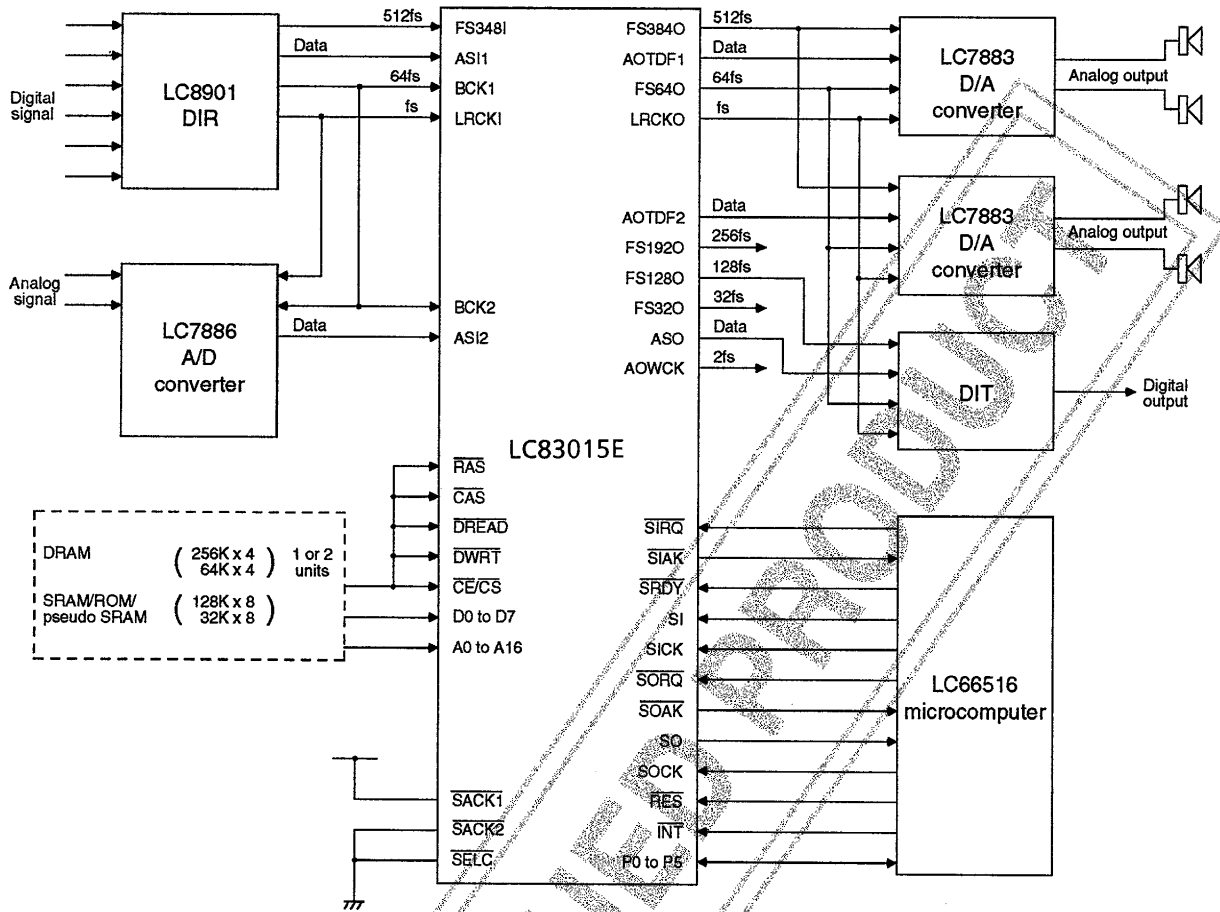 512fs
FS348I
Data
ASI1
64fs
BCK1
fs
LRCKI
Digital
signal
LC8901
DIR
Analog
signal
LC7886
A/D
converter
BCK2
Data
ASI2
LC83015E
RAS
CAS
DREAD
DWRT
CE/CS
D0 to D7
A0 to A16
DRAM
( 256K x 4
64K x 4 )
1 or 2
units
SRAM/ROM/
pseudo SRAM
( 128K x 8
32K x 8 )
SACK1
SACK2
SELC
FS384O
512fs
AOTDF1
Data
FS64O
64fs
LRCKO
fs
LC7883
D/A
converter
Analog output
AOTDF2
Data
FS192O
256fs
FS128O
128fs
FS32O
32fs
ASO
Data
AOWCK
2fs
LC7883
D/A
converter
Analog output
DIT
Digital
output
SIRQ
SIAK
SRDY
SI
SICK
SORQ
SOAK
SO
SOCK
RES
INT
P0 to P5
LC66516
microcomputer
PRODUCT